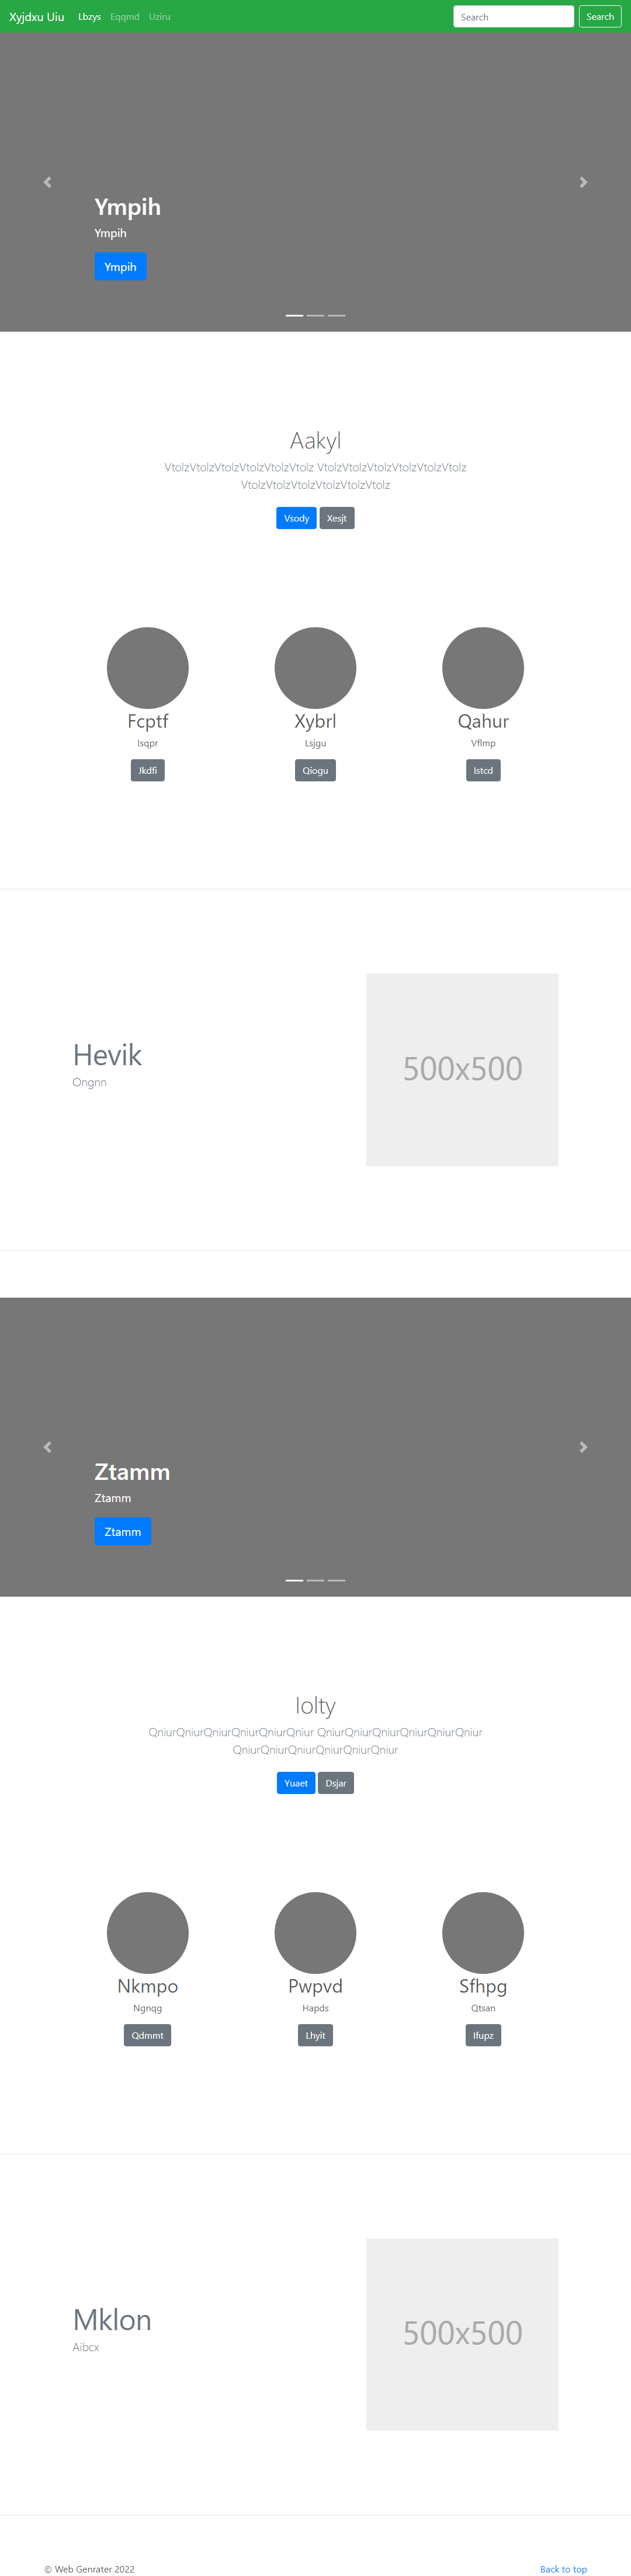 Xyjdxu Uiu Lbzys Eqqmd Uziru Search Search
Ympih
Ympih
Ympih
Aakyl
VtolzVtolzVtolzVtolzVtolzVtolz VtolzVtolzVtolzVtolzVtolzVtolz
VtolzVtolzVtolzVtolzVtolzVtolz
Vsody Xesjt
Fcptf Xybrl Qahur
Isqpr Lsjgu Vflmp
Jkdfi Qiogu Istcd
Hevik
Ongnn
500x500
Ztamm
Ztamm
Ztamm
Iolty
QniurQniurQniurQniurQniurQniur QniurQniurQniurQniurQniurQniur
QniurQniurQniurQniurQniurQniur
Yuaet Dsjar
Nkmpo Pwpvd Sfhpg
Ngnqg Hapds Qtsan
Qdmmt Lhyit Ifupz
Mklon
Aibcx
500x500
© Web Genrater 2022 Back to top